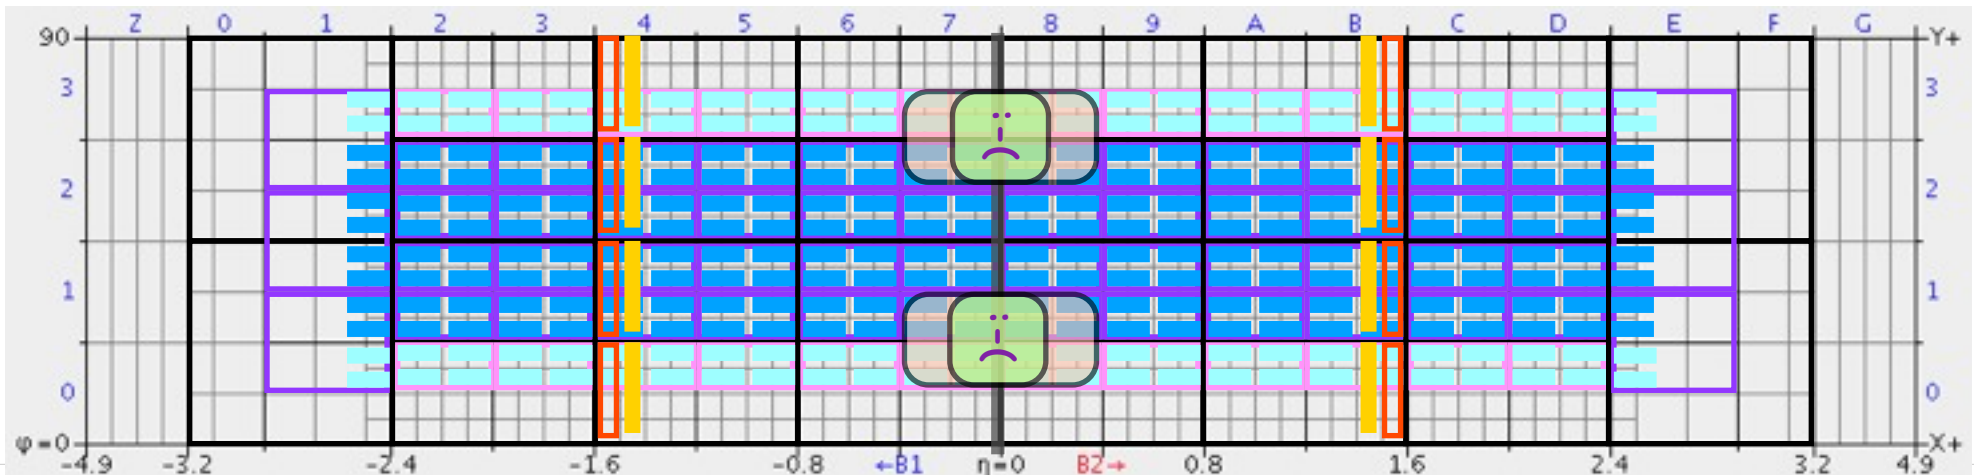 Z 0 1 2 3 4 5 6 7 8 9 A B C D E F G
90 Y+
3 3
2 2
1 1
0 0
φ=0 X+
-4.9 -3.2 -2.4 -1.6 -0.8 ←B1 η=0 B2→ 0.8 1.6 2.4 3.2 4.9